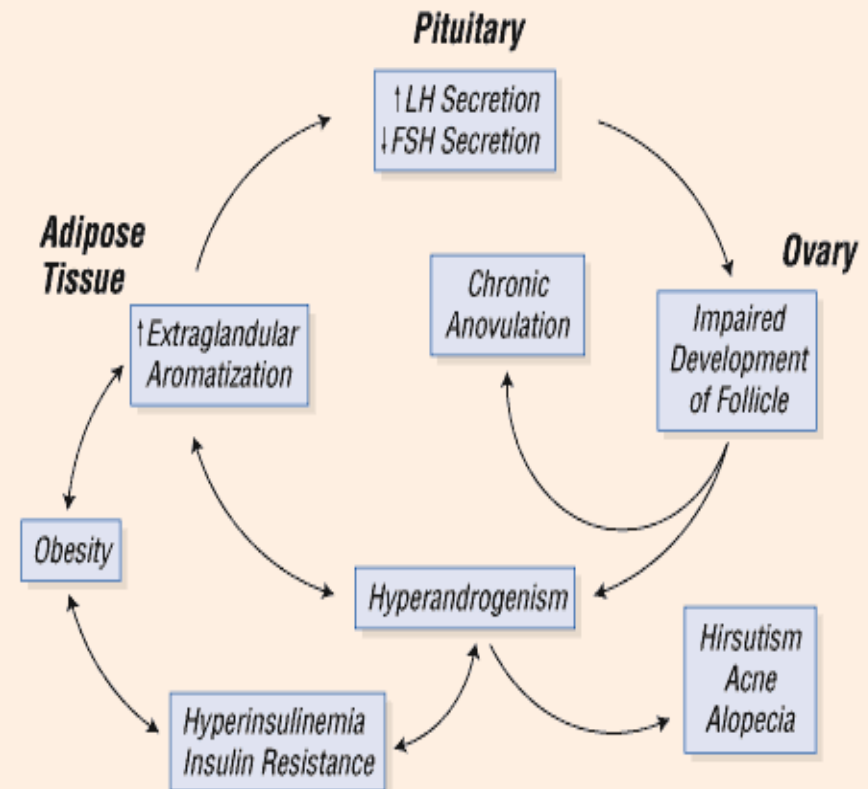 Pituitary
↑LH Secretion
↓FSH Secretion
Adipose
Tissue
Ovary
Chronic
Anovulation
Impaired
Development
of Follicle
↑Extraglandular
Aromatization
Obesity
Hyperandrogenism
Hirsutism
Acne
Alopecia
Hyperinsulinemia
Insulin Resistance